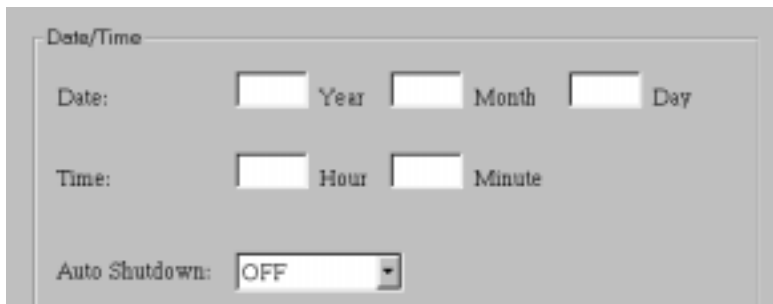 Date/Time
Date: Year Month Day
Time: Hour Minute
Auto Shutdown: OFF